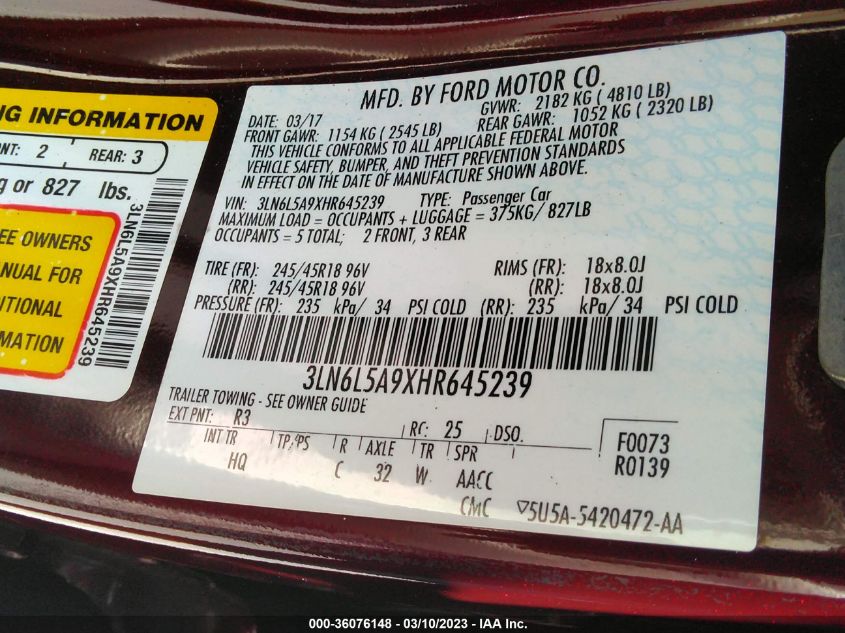 NG INFORMATION
NT: 2 REAR: 3
g or 827 lbs.
EE OWNERS
NUAL FOR
ITIONAL
RMATION
3LN6L5A9XHR645239
MFD. BY FORD MOTOR CO.
DATE: 03/17 GVWR: 2182 KG ( 4810 LB)
FRONT GAWR: 1154 KG ( 2545 LB) REAR GAWR: 1052 KG ( 2320 LB)
THIS VEHICLE CONFORMS TO ALL APPLICABLE FEDERAL MOTOR
VEHICLE SAFETY, BUMPER, AND THEFT PREVENTION STANDARDS
IN EFFECT ON THE DATE OF MANUFACTURE SHOWN ABOVE.
VIN: 3LN6L5A9XHR645239 TYPE: Passenger Car
MAXIMUM LOAD = OCCUPANTS + LUGGAGE = 375KG/ 827LB
OCCUPANTS = 5 TOTAL; 2 FRONT, 3 REAR
TIRE (FR): 245/45R18 96V RIMS (FR): 18x8.0J
(RR): 245/45R18 96V (RR): 18x8.0J
PRESSURE (FR): 235 kPa/ 34 PSI COLD (RR): 235 kPa/ 34 PSI COLD
3LN6L5A9XHR645239
TRAILER TOWING - SEE OWNER GUIDE
EXT PNT: R3 RC: 25 DSO:
INT TR TP/PS R AXLE TR SPR F0073
HQ C 32 W AACC R0139
CMC ▽5U5A-5420472-AA
000-36076148 — 03/10/2023 — IAA Inc.